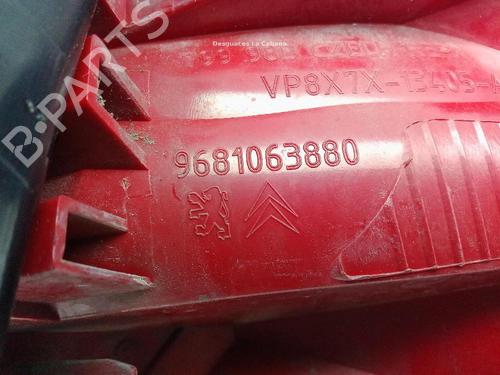 Desguaces La Cabaña
VP8X7X-13405-
9681063880
B-PARTS